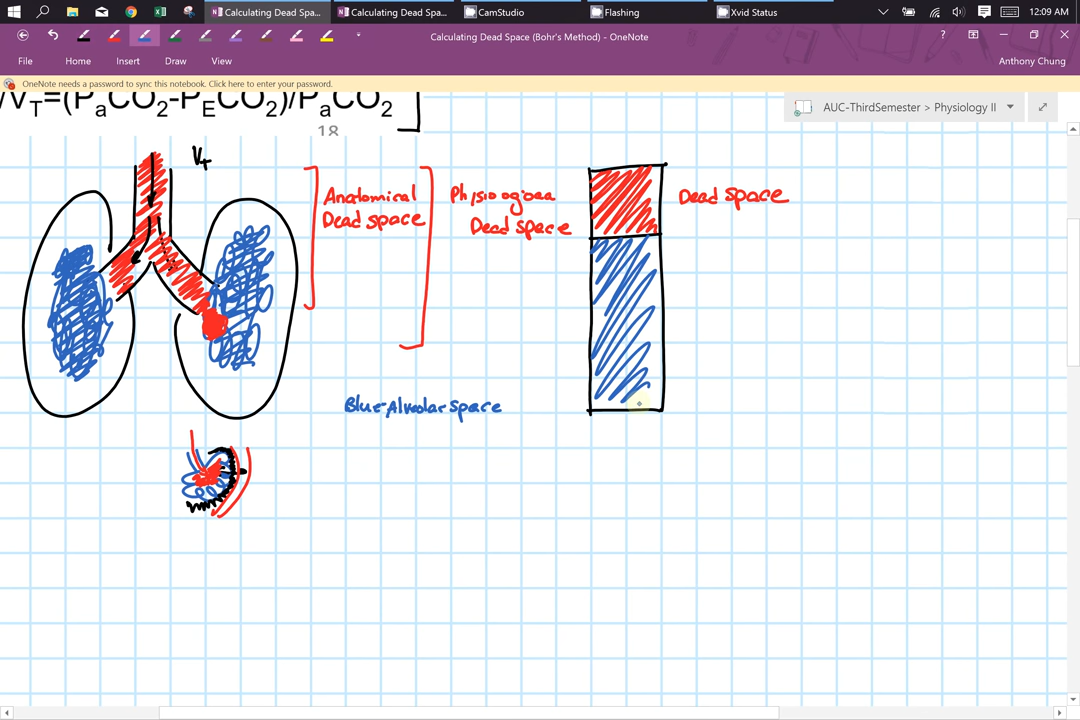 Calculating Dead Spa...
Calculating Dead Spa...
CamStudio
Flashing
Xvid Status
12:09 AM
Calculating Dead Space (Bohr's Method) - OneNote
?
File
Home
Insert
Draw
View
Anthony Chung
OneNote needs a password to sync this notebook. Click here to enter your password.
/VT=(PaCO2-PECO2)/PaCO2
18
AUC-ThirdSemester > Physiology II
VT
Anatomical
Dead space
Dead space
Dead space
Blue-Alveolar space